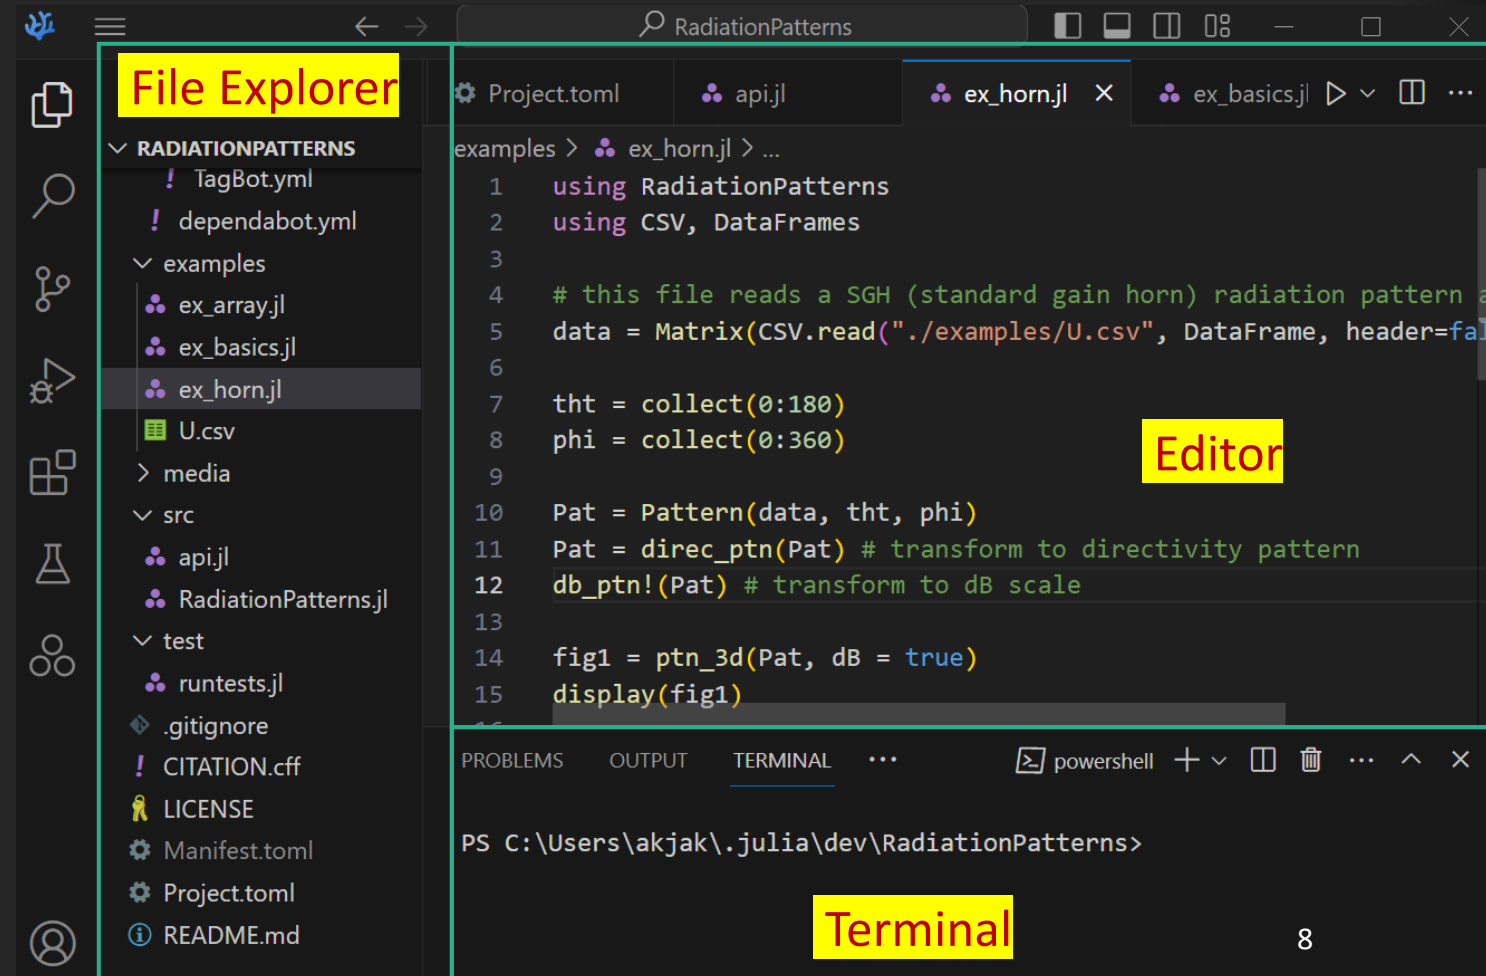 RadiationPatterns
File Explorer
RADIATIONPATTERNS
TagBot.yml
dependabot.yml
examples
ex_array.jl
ex_basics.jl
ex_horn.jl
U.csv
media
src
api.jl
RadiationPatterns.jl
test
runtests.jl
.gitignore
CITATION.cff
LICENSE
Manifest.toml
Project.toml
README.md
Project.toml api.jl ex_horn.jl ex_basics.jl
examples > ex_horn.jl > ...
1 using RadiationPatterns
2 using CSV, DataFrames
3
4 # this file reads a SGH (standard gain horn) radiation pattern
5 data = Matrix(CSV.read("./examples/U.csv", DataFrame, header=fal
6
7 tht = collect(0:180)
8 phi = collect(0:360)
9
10 Pat = Pattern(data, tht, phi)
11 Pat = direc_ptn(Pat) # transform to directivity pattern
12 db_ptn!(Pat) # transform to dB scale
13
14 fig1 = ptn_3d(Pat, dB = true)
15 display(fig1)
Editor
PROBLEMS OUTPUT TERMINAL ... powershell
PS C:\Users\akjak\.julia\dev\RadiationPatterns>
Terminal
8